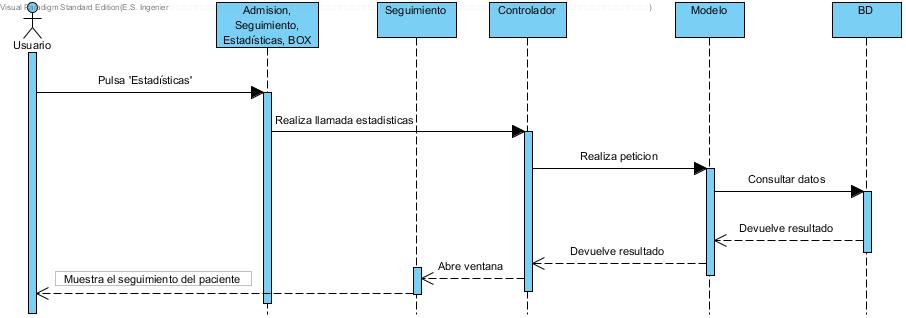 Visual Paradigm Standard Edition(E.S. Ingenier
)
Usuario
Admision,
Seguimiento,
Estadísticas, BOX
Seguimiento
Controlador
Modelo
BD
Pulsa 'Estadísticas'
Realiza llamada estadisticas
Realiza peticion
Consultar datos
Devuelve resultado
Devuelve resultado
Abre ventana
Muestra el seguimiento del paciente